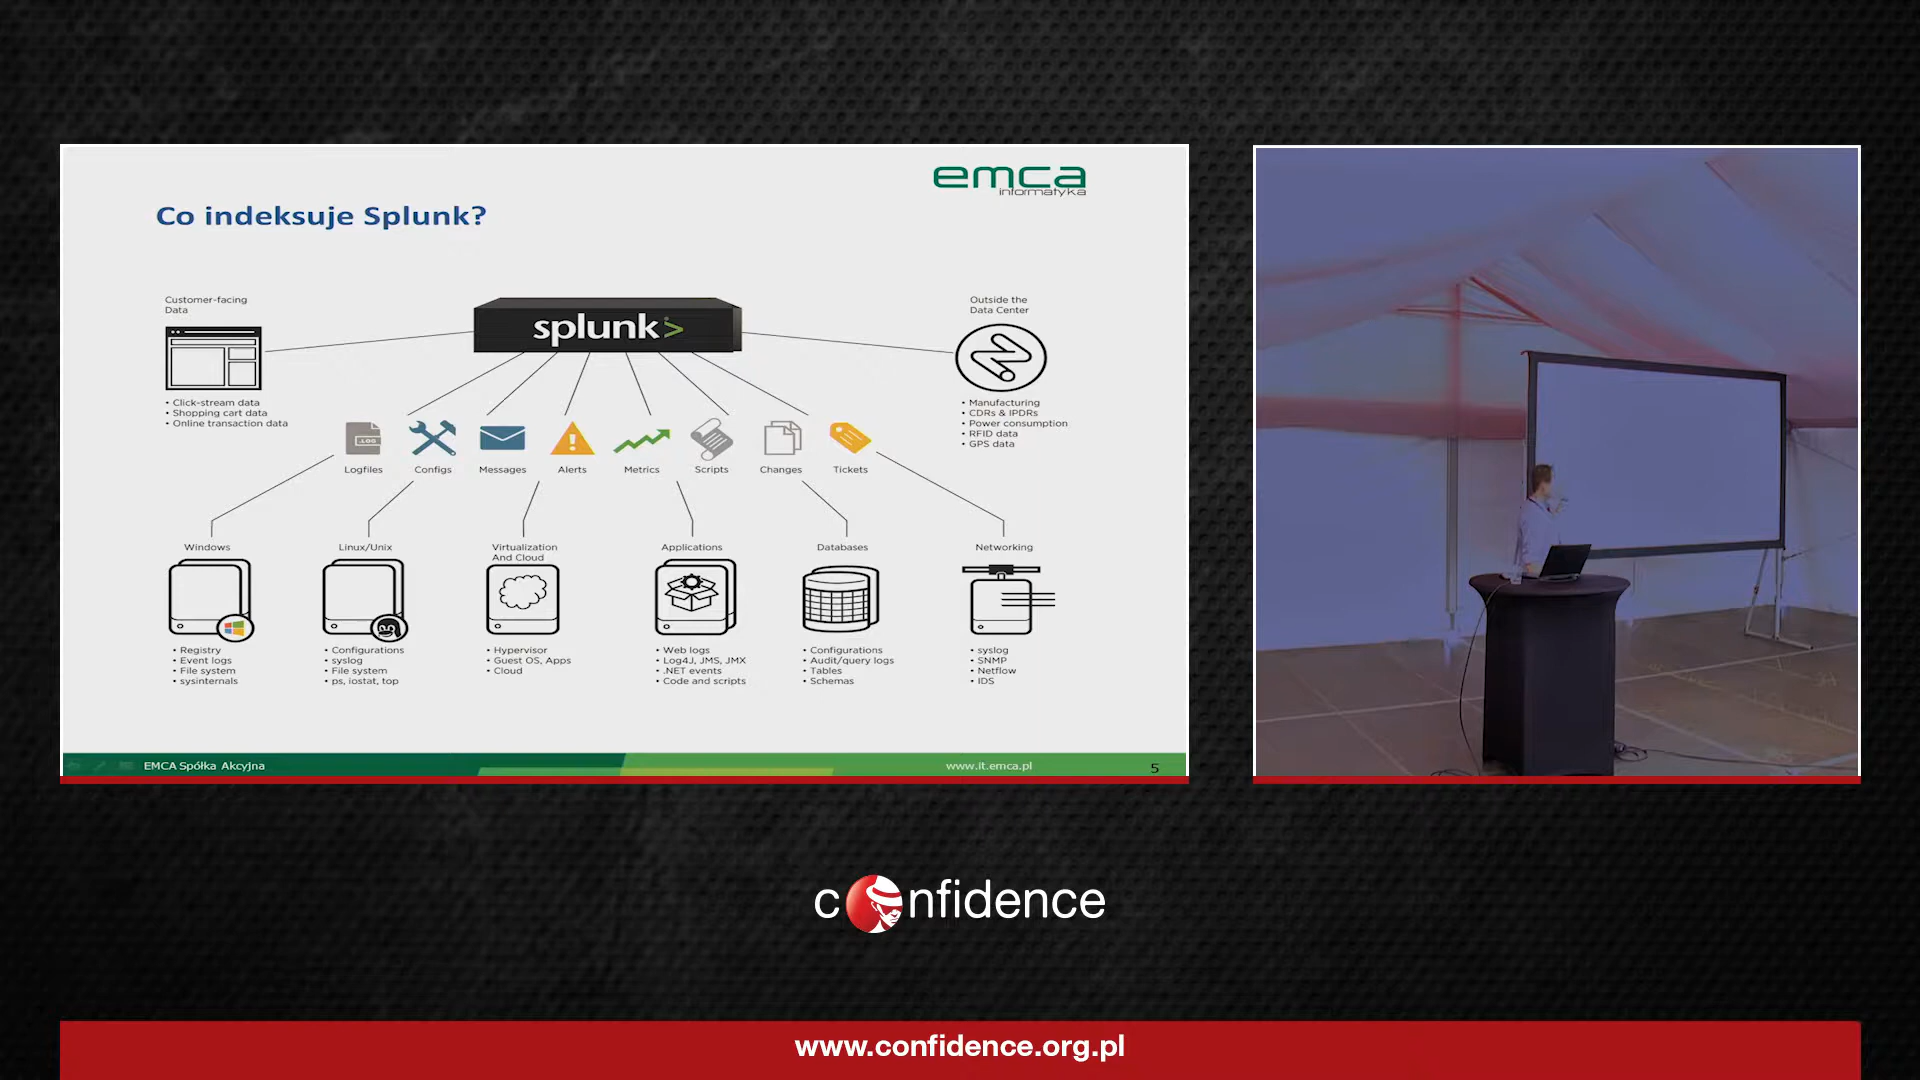 emca
informatyka
Co indeksuje Splunk?
Customer-facing
Data
• Click-stream data
• Shopping cart data
• Online transaction data
splunk>
Outside the
Data Center
• Manufacturing
• CDRs & IPDRs
• Power consumption
• RFID data
• GPS data
Logfiles
Configs
Messages
Alerts
Metrics
Scripts
Changes
Tickets
Windows
• Registry
• Event logs
• File system
• sysinternals
Linux/Unix
• Configurations
• syslog
• File system
• ps, iostat, top
Virtualization
And Cloud
• Hypervisor
• Guest OS, Apps
• Cloud
Applications
• Web logs
• Log4J, JMS, JMX
• .NET events
• Code and scripts
Databases
• Configurations
• Audit/query logs
• Tables
• Schemas
Networking
• syslog
• SNMP
• Netflow
• IDS
EMCA Spółka Akcyjna
www.it.emca.pl
5
confidence
www.confidence.org.pl